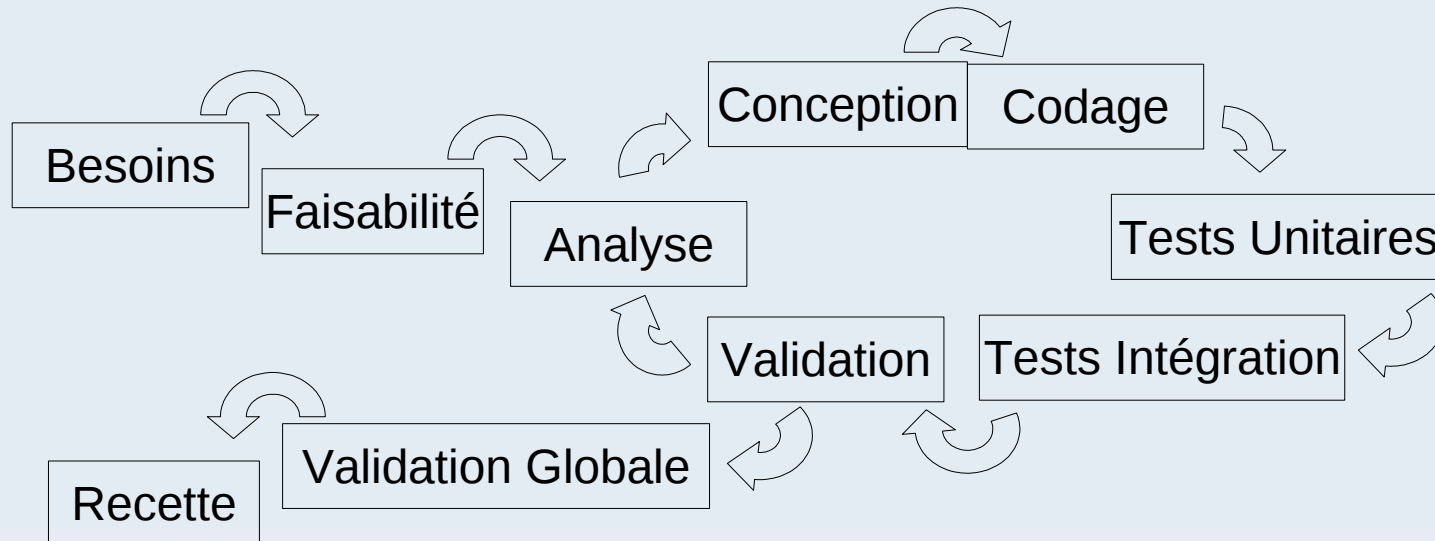 Besoins
Faisabilité
Analyse
Conception
Codage
Tests Unitaires
Tests Intégration
Validation
Validation Globale
Recette